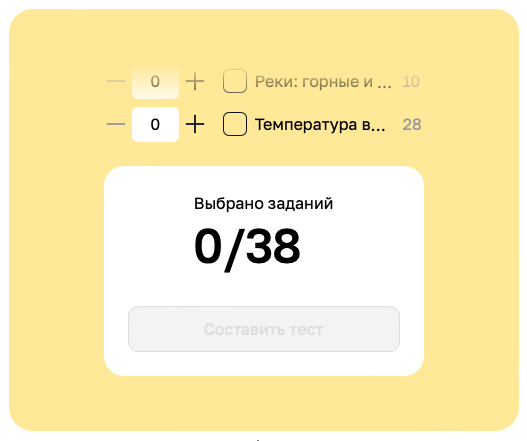 0 Реки: горные и ... 10
0 Температура в... 28
Выбрано заданий
0/38
Составить тест